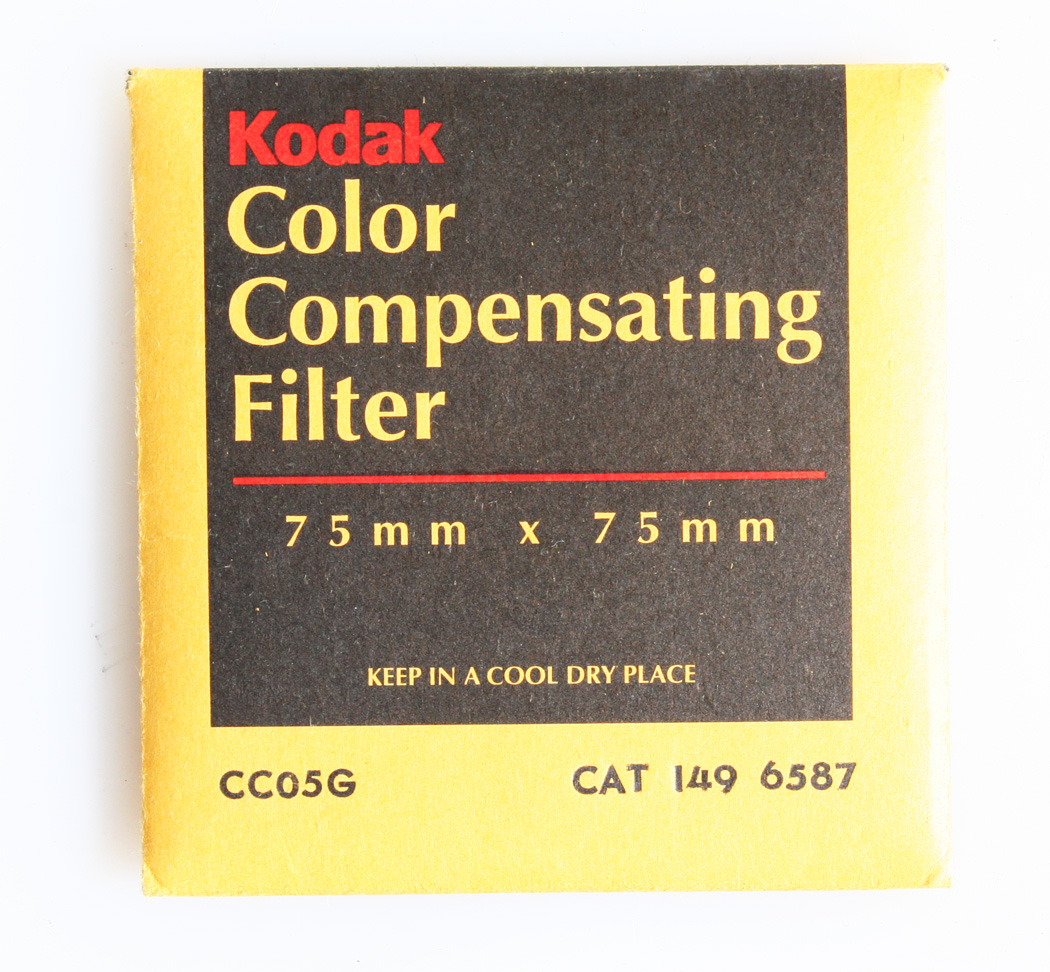 Kodak
Color
Compensating
Filter
75mm x 75mm
KEEP IN A COOL DRY PLACE
CC05G CAT 149 6587